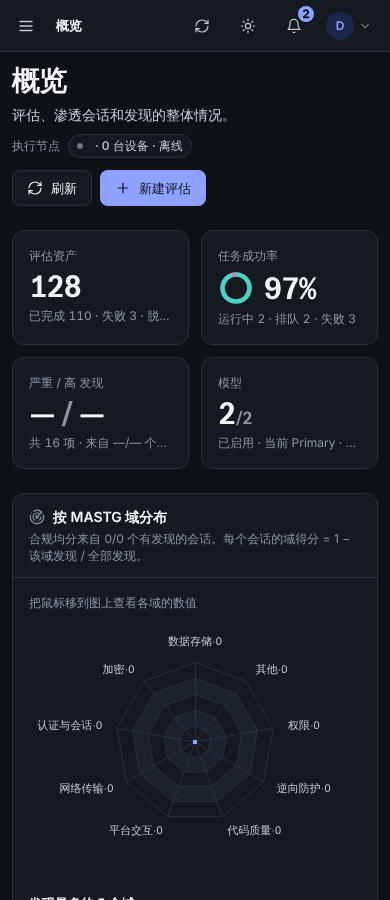 概览
2
D
概览
评估、渗透会话和发现的整体情况。
执行节点
· 0 台设备 · 离线
刷新
新建评估
评估资产
128
已完成 110 · 失败 3 · 脱...
任务成功率
97%
运行中 2 · 排队 2 · 失败 3
严重 / 高 发现
— / —
共 16 项 · 来自 —/— 个...
模型
2/2
已启用 · 当前 Primary · ...
按 MASTG 域分布
合规均分来自 0/0 个有发现的会话。每个会话的域得分 = 1 −
该域发现 / 全部发现。
把鼠标移到图上查看各域的数值
数据存储·0
加密·0
其他·0
认证与会话·0
权限·0
网络传输·0
逆向防护·0
平台交互·0
代码质量·0